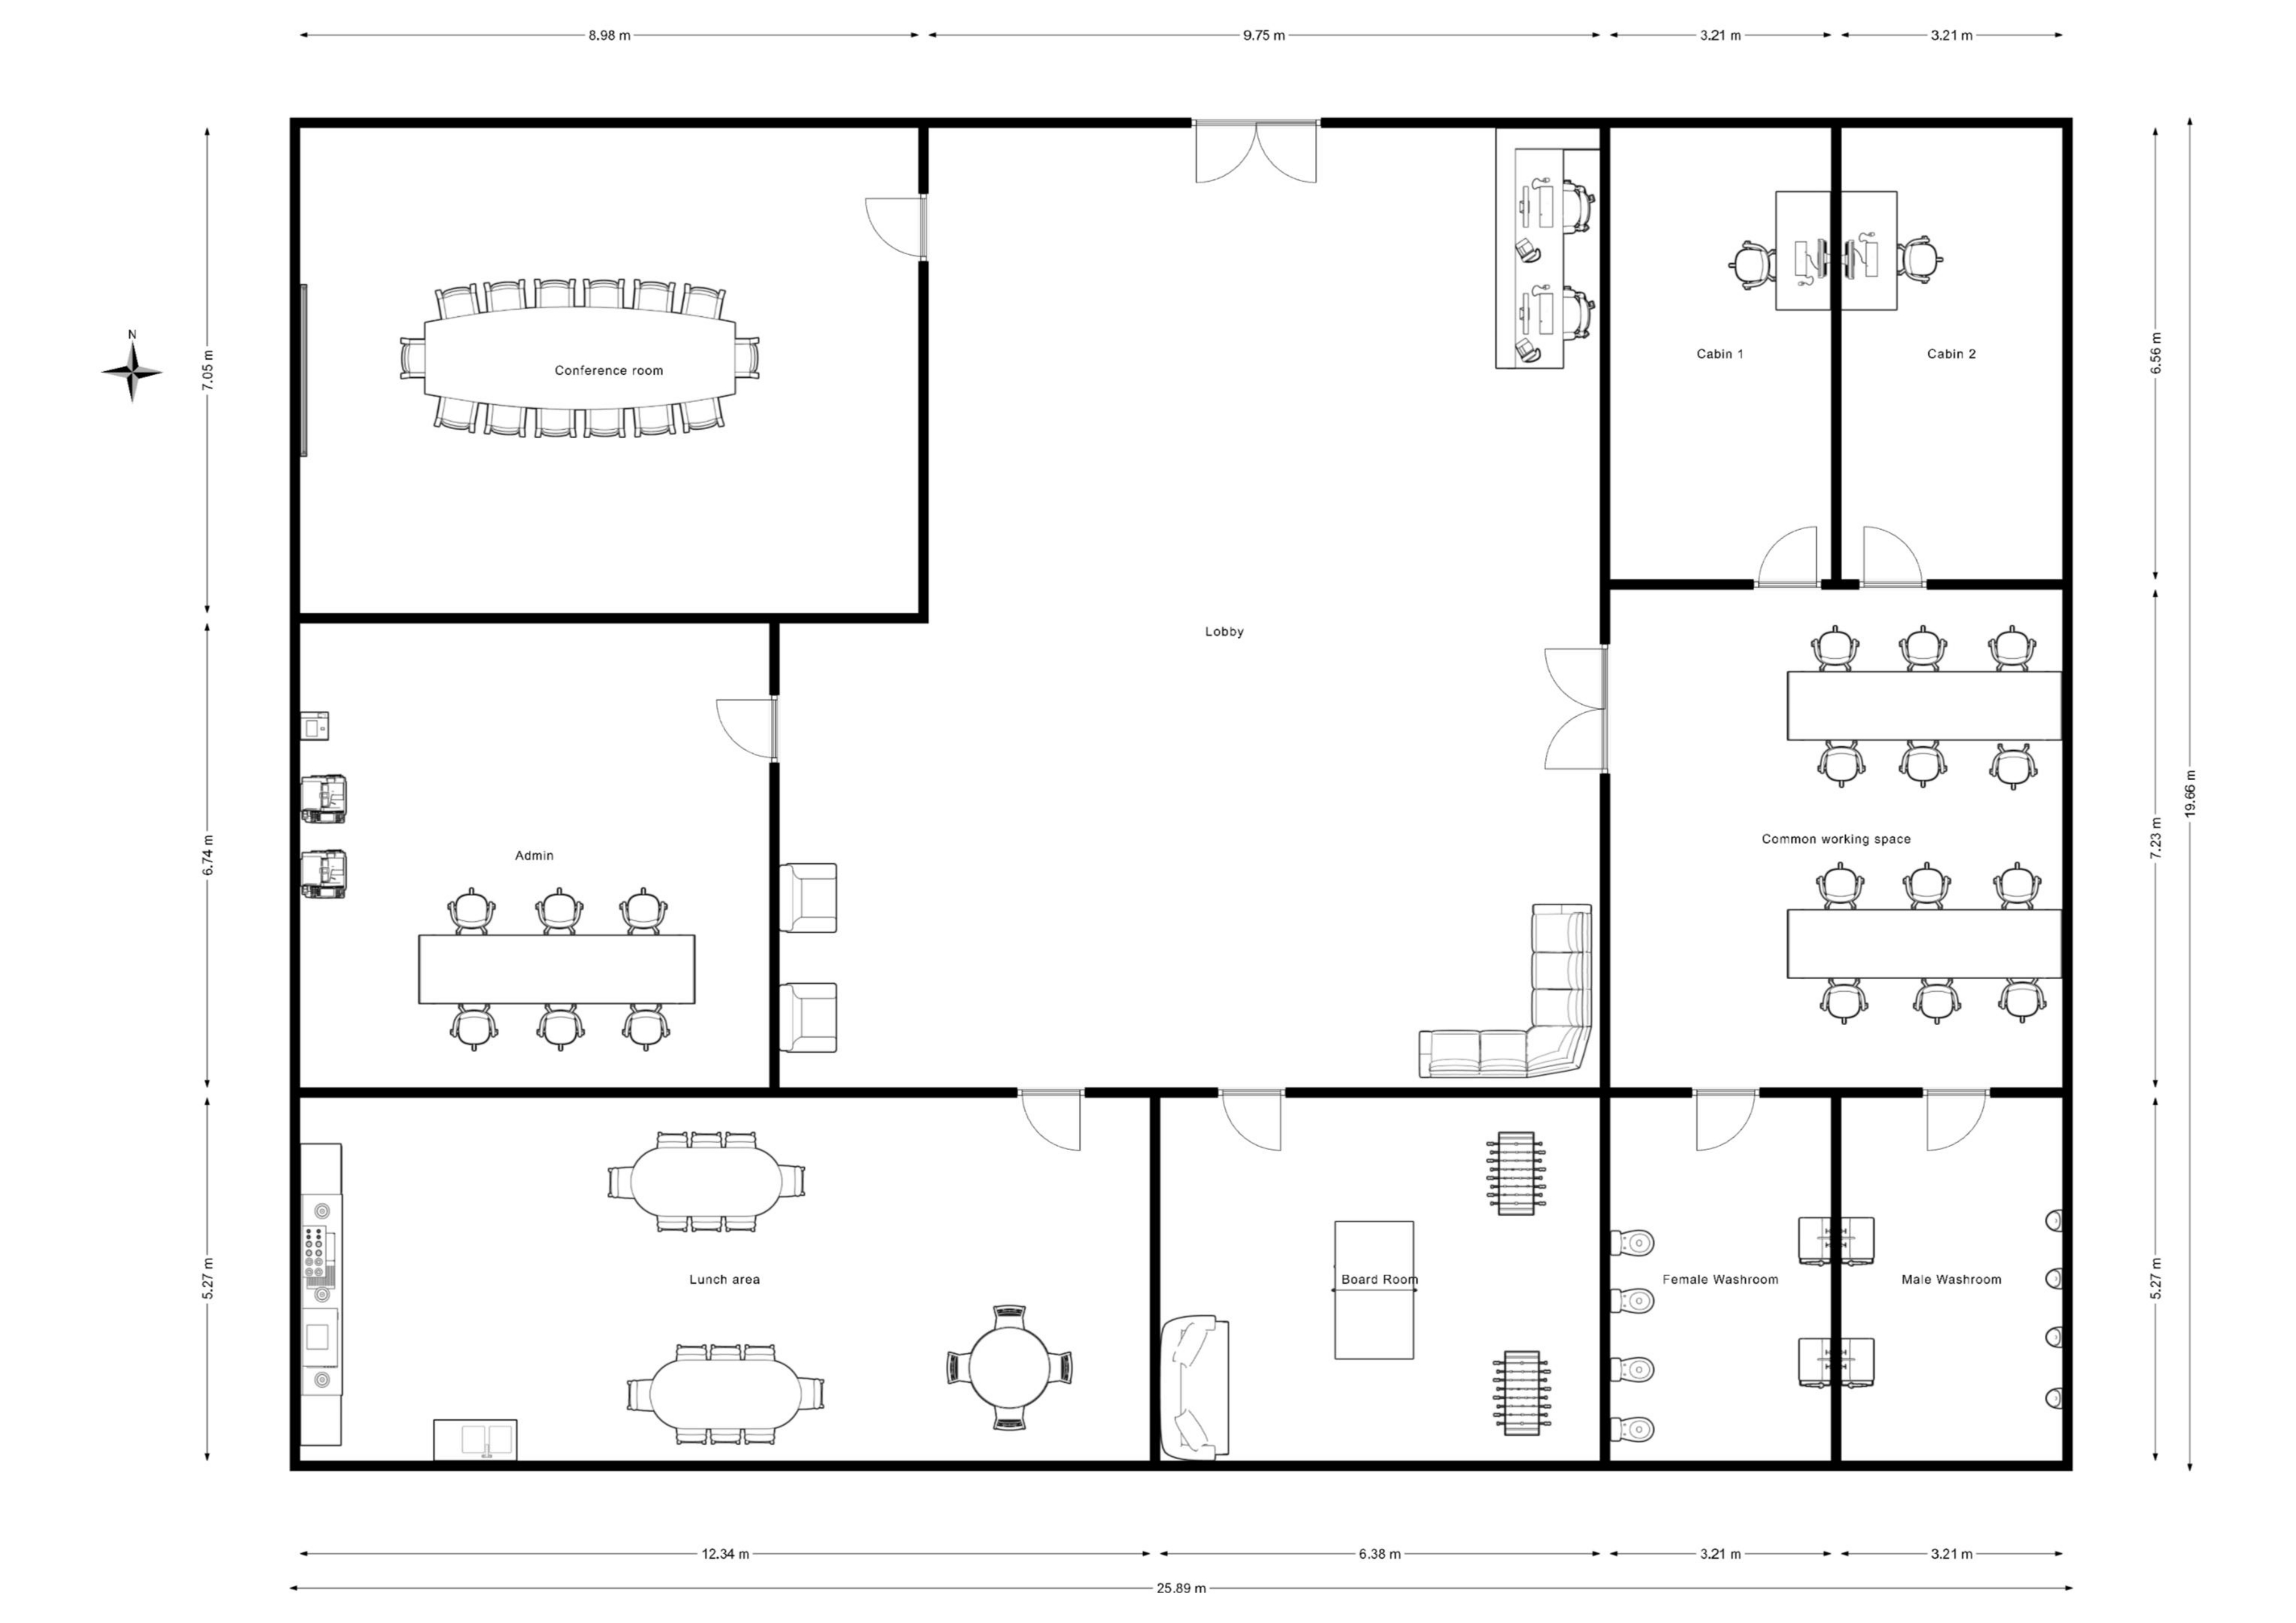 8.98 m
9.75 m
3.21 m
3.21 m
N
7.05 m
Conference room
Cabin 1
Cabin 2
6.56 m
Lobby
19.66 m
6.74 m
Admin
Common working space
7.23 m
5.27 m
Lunch area
Board Room
Female Washroom
Male Washroom
5.27 m
12.34 m
6.38 m
3.21 m
3.21 m
25.89 m